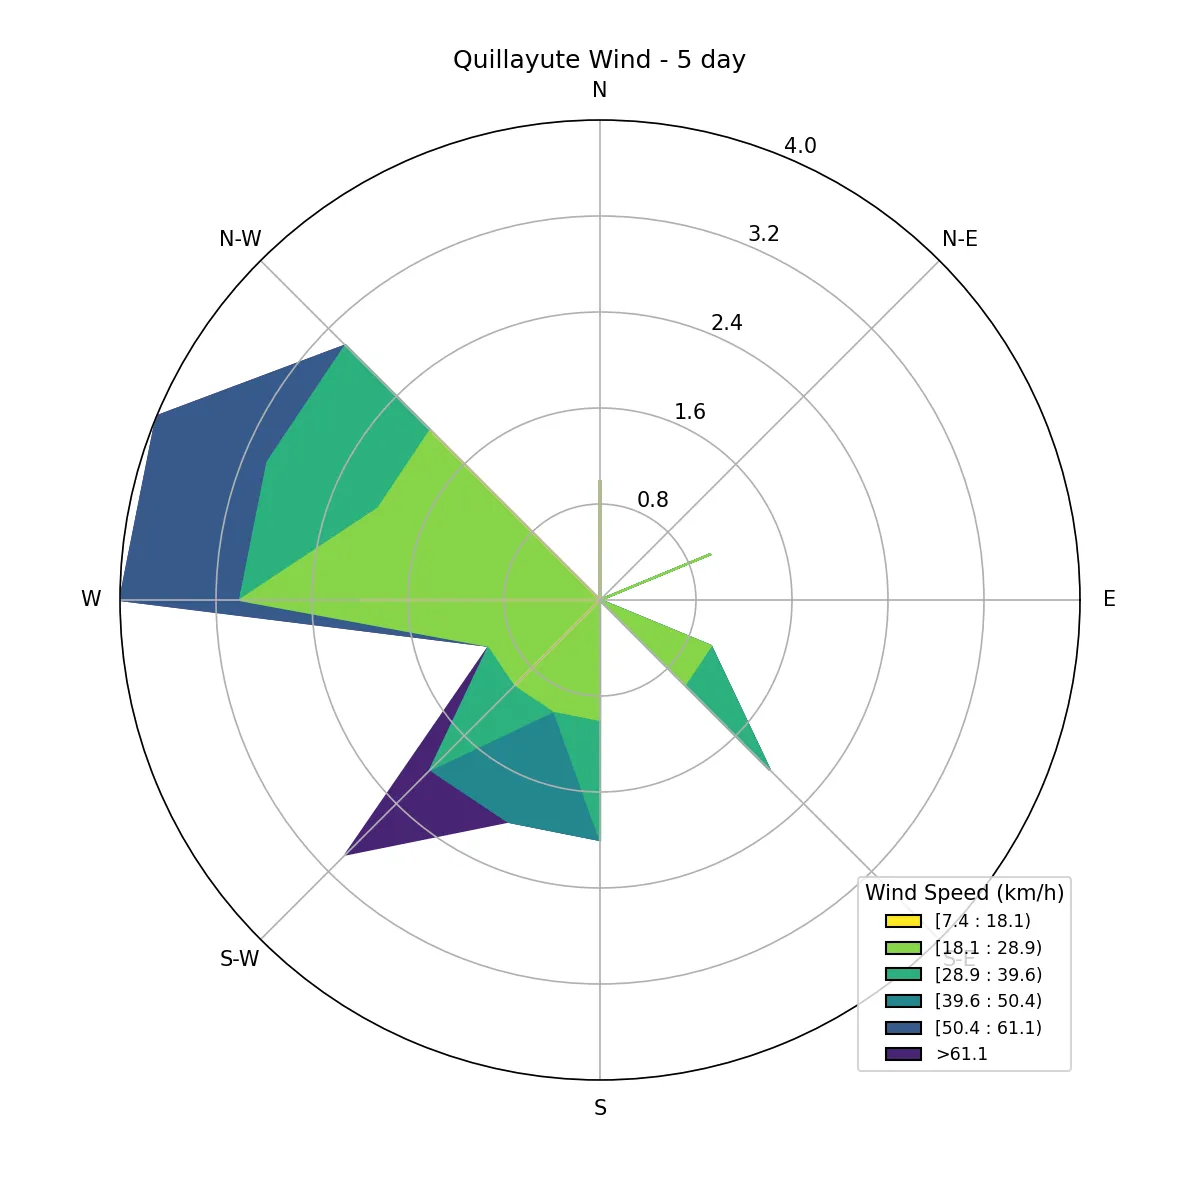 Quillayute Wind - 5 day
N
4.0
N-W
3.2
N-E
2.4
1.6
0.8
W
E
Wind Speed (km/h)
[7.4 : 18.1)
[18.1 : 28.9)
[28.9 : 39.6)
[39.6 : 50.4)
[50.4 : 61.1)
>61.1
S-W
S-E
S